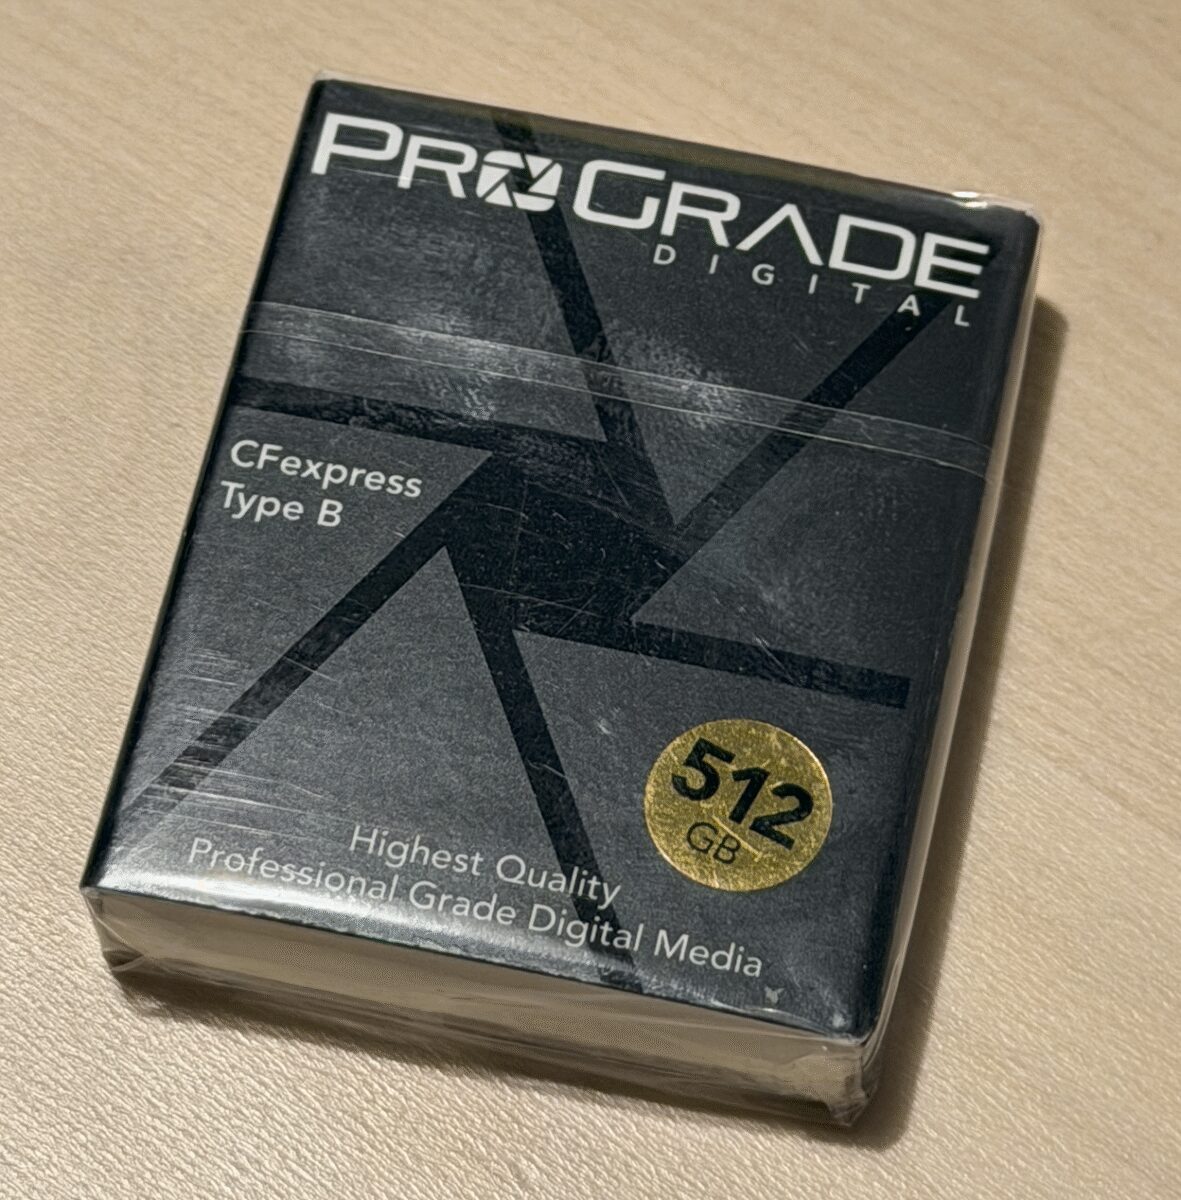 PROGRADE
DIGITAL
CFexpress
Type B
512
GB
Highest Quality
Professional Grade Digital Media